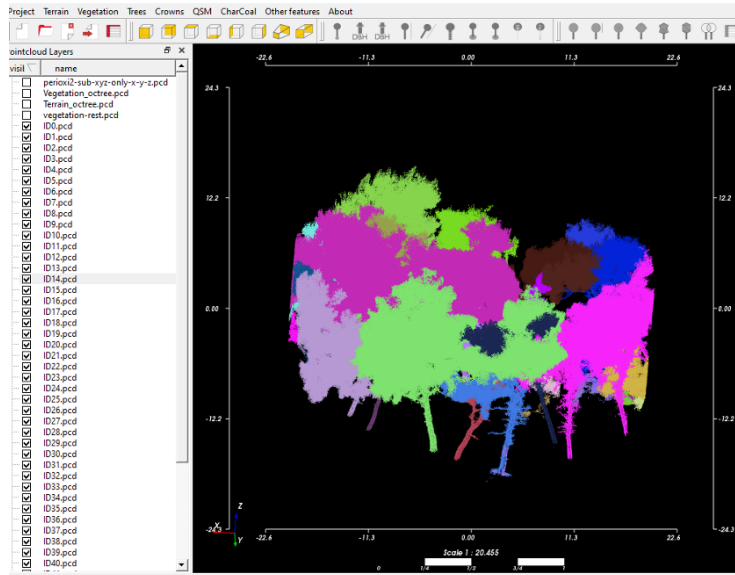 Project Terrain Vegetation Trees Crowns QSM CharCoal Other features About
DBH DBH
ointcloud Layers
visil name
perioxi2-sub-xyz-only-x-y-z.pcd
Vegetation_octree.pcd
Terrain_octree.pcd
vegetation-rest.pcd
ID0.pcd
ID1.pcd
ID2.pcd
ID3.pcd
ID4.pcd
ID5.pcd
ID6.pcd
ID7.pcd
ID8.pcd
ID9.pcd
ID10.pcd
ID11.pcd
ID12.pcd
ID13.pcd
ID14.pcd
ID15.pcd
ID16.pcd
ID17.pcd
ID18.pcd
ID19.pcd
ID20.pcd
ID21.pcd
ID22.pcd
ID23.pcd
ID24.pcd
ID25.pcd
ID26.pcd
ID27.pcd
ID28.pcd
ID29.pcd
ID30.pcd
ID31.pcd
ID32.pcd
ID33.pcd
ID34.pcd
ID35.pcd
ID36.pcd
ID37.pcd
ID38.pcd
ID39.pcd
ID40.pcd
-22.6 -11.3 0.00 11.3 22.6
24.3 24.3
12.2 12.2
0.00 0.00
-12.2 -12.2
-24.3 -24.3
Z
X
Y
-22.6 -11.3 0.00 11.3 22.6
Scale 1 : 20.455
0 1/4 1/2 3/4 1